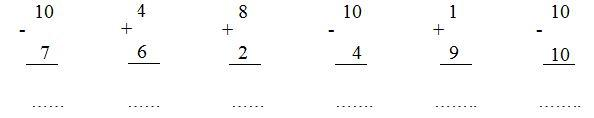 10 4 8 10 1 10
- + + - + -
7 6 2 4 9 10
...... ...... ...... ....... ........ ........